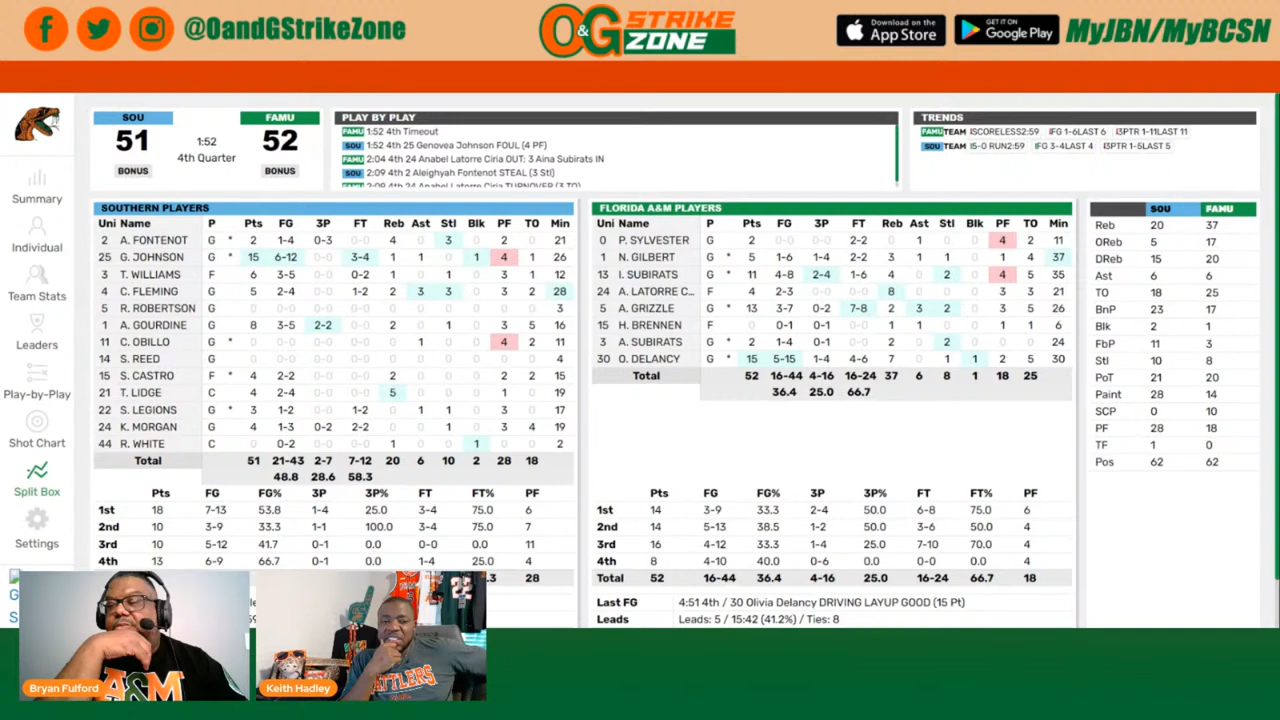 @OandGStrikeZone
O&G STRIKE ZONE
Download on the App Store
GET IT ON Google Play
MyJBN/MyBCSN
SOU FAMU
51 1:52 52
4th Quarter
BONUS BONUS
PLAY BY PLAY
FAMU 1:52 4th Timeout
SOU 1:52 4th 25 Genovea Johnson FOUL (4 PF)
FAMU 2:04 4th 24 Anabel Latorre Ciria OUT: 3 Aina Subirats IN
SOU 2:09 4th 2 Aleighyah Fontenot STEAL (3 Stl)
FAMU 2:09 4th 24 Anabel Latorre Ciria TURNOVER (3 TO)
TRENDS
FAMU TEAM ISCORELESS2:59 IFG 1-6LAST 6 I3PTR 1-11LAST 11
SOU TEAM I5-0 RUN2:59 IFG 3-4LAST 4 I3PTR 1-5LAST 5
Summary
Individual
Team Stats
Leaders
Play-by-Play
Shot Chart
Split Box
Settings
SOUTHERN PLAYERS
Uni Name P Pts FG 3P FT Reb Ast Stl Blk PF TO Min
2 A. FONTENOT G * 2 1-4 0-3 0-0 4 0 3 0 2 0 21
25 G. JOHNSON G * 15 6-12 0-0 3-4 1 1 0 1 4 1 26
3 T. WILLIAMS G 6 3-5 0-0 0-2 1 0 1 0 3 1 12
4 C. FLEMING G * 5 2-4 0-0 1-2 2 3 3 0 3 2 28
5 R. ROBERTSON G 0 0-0 0-0 0-0 0 0 0 0 0 0 3
1 A. GOURDINE G 8 3-5 2-2 0-0 2 0 1 0 3 5 16
11 C. OBILLO G * 0 0-0 0-0 0-0 0 1 0 0 4 2 11
14 S. REED G 0 0-0 0-0 0-0 0 0 0 0 0 0 4
15 S. CASTRO F * 4 2-2 0-0 0-0 2 0 0 0 2 2 15
21 T. LIDGE C 4 2-4 0-0 0-0 5 0 0 0 1 0 19
22 S. LEGIONS G * 3 1-2 0-0 1-2 0 1 1 0 3 0 17
24 K. MORGAN G 4 1-3 0-2 2-2 0 0 1 0 3 4 19
44 R. WHITE C 0 0-2 0-0 0-0 1 0 0 1 0 0 2
Total 51 21-43 2-7 7-12 20 6 10 2 28 18
48.8 28.6 58.3
Pts FG FG% 3P 3P% FT FT% PF
1st 18 7-13 53.8 1-4 25.0 3-4 75.0 6
2nd 10 3-9 33.3 1-1 100.0 3-4 75.0 7
3rd 10 5-12 41.7 0-1 0.0 0-0 0.0 11
4th 13 6-9 66.7 0-1 0.0 1-4 25.0 4
.3 28
FLORIDA A&M PLAYERS
Uni Name P Pts FG 3P FT Reb Ast Stl Blk PF TO Min
0 P. SYLVESTER G 2 0-0 0-0 2-2 0 1 0 0 4 2 11
1 N. GILBERT G * 5 1-6 1-4 2-2 3 1 1 0 1 4 37
13 I. SUBIRATS G * 11 4-8 2-4 1-6 4 0 2 0 4 5 35
24 A. LATORRE C... F 4 2-3 0-0 0-0 8 0 0 0 3 3 21
5 A. GRIZZLE G * 13 3-7 0-2 7-8 2 3 2 0 3 5 26
15 H. BRENNEN F 0 0-1 0-1 0-0 2 0 0 0 1 1 6
3 A. SUBIRATS G * 2 1-4 0-1 0-0 0 0 2 0 0 0 24
30 O. DELANCY G * 15 5-15 1-4 4-6 7 0 1 1 2 5 30
Total 52 16-44 4-16 16-24 37 6 8 1 18 25
36.4 25.0 66.7
Pts FG FG% 3P 3P% FT FT% PF
1st 14 3-9 33.3 2-4 50.0 6-8 75.0 6
2nd 14 5-13 38.5 1-2 50.0 3-6 50.0 4
3rd 16 4-12 33.3 1-4 25.0 7-10 70.0 4
4th 8 4-10 40.0 0-6 0.0 0-0 0.0 4
Total 52 16-44 36.4 4-16 25.0 16-24 66.7 18
Last FG 4:51 4th / 30 Olivia Delancy DRIVING LAYUP GOOD (15 Pt)
Leads Leads: 5 / 15:42 (41.2%) / Ties: 8
SOU FAMU
Reb 20 37
OReb 5 17
DReb 15 20
Ast 6 6
TO 18 25
BnP 23 17
Blk 2 1
FbP 11 3
Stl 10 8
PoT 21 20
Paint 28 14
SCP 0 10
PF 28 18
TF 1 0
Pos 62 62
A&M
Bryan Fulford
RATTLERS
22
Keith Hadley